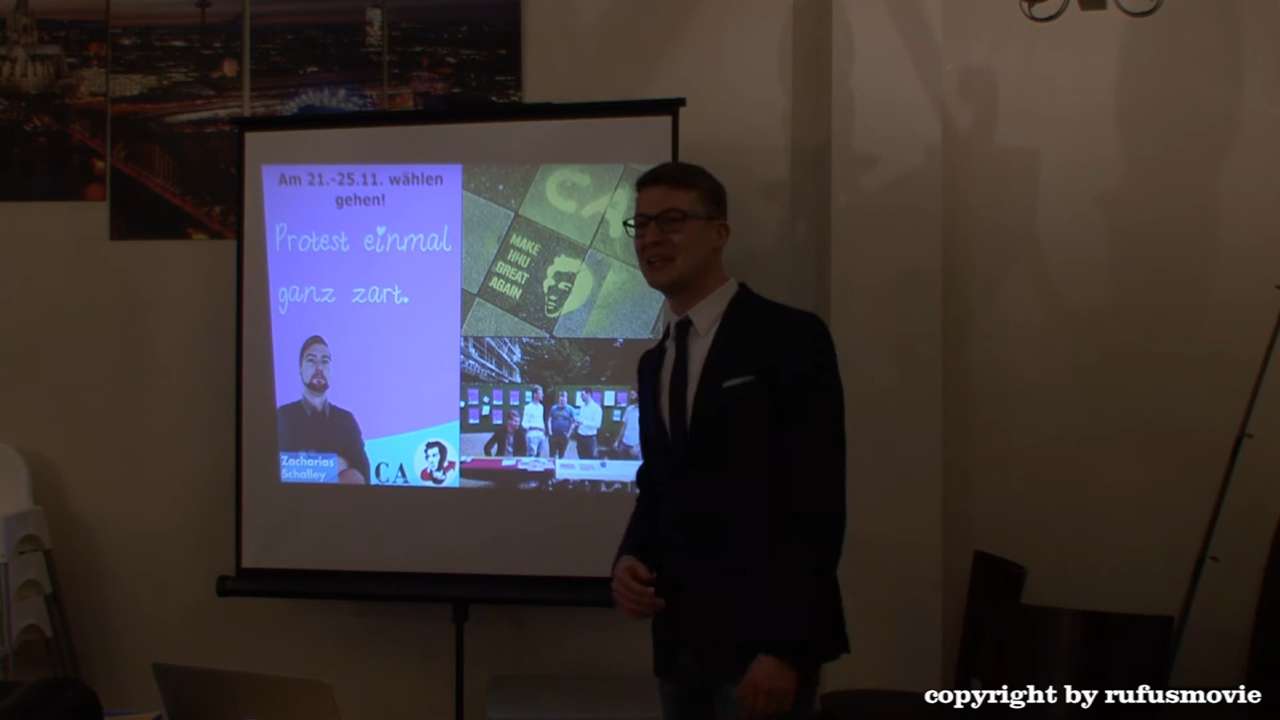 Am 21.-25.11. wählen
gehen!
Protest einmal
ganz zart.
Zacharias
Schalley
CA
CA
MAKE
HHU
GREAT
AGAIN
copyright by rufusmovie